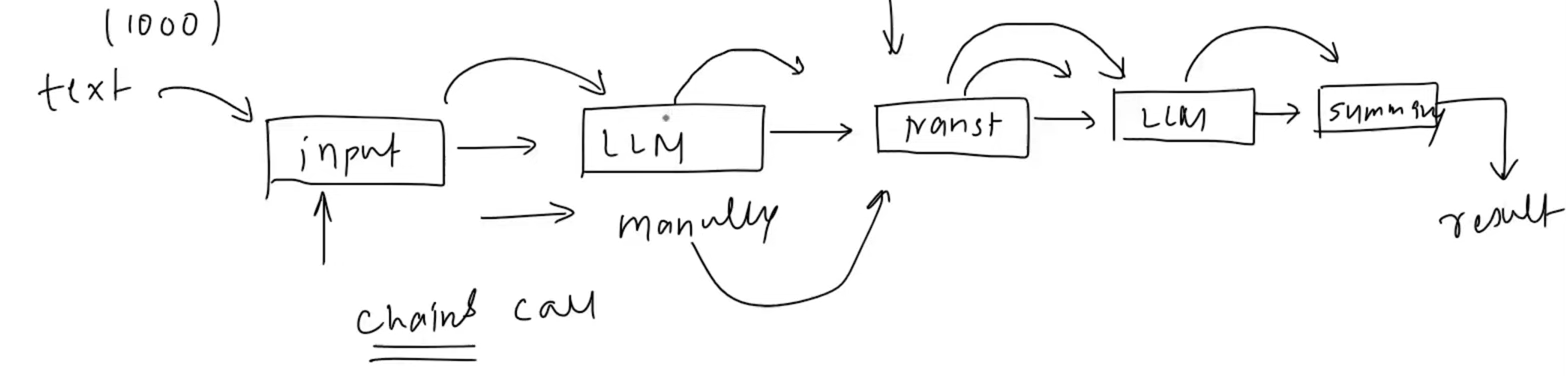 (1000)
text
input
LLM
transt
LLM
summary
manully
result
chains call